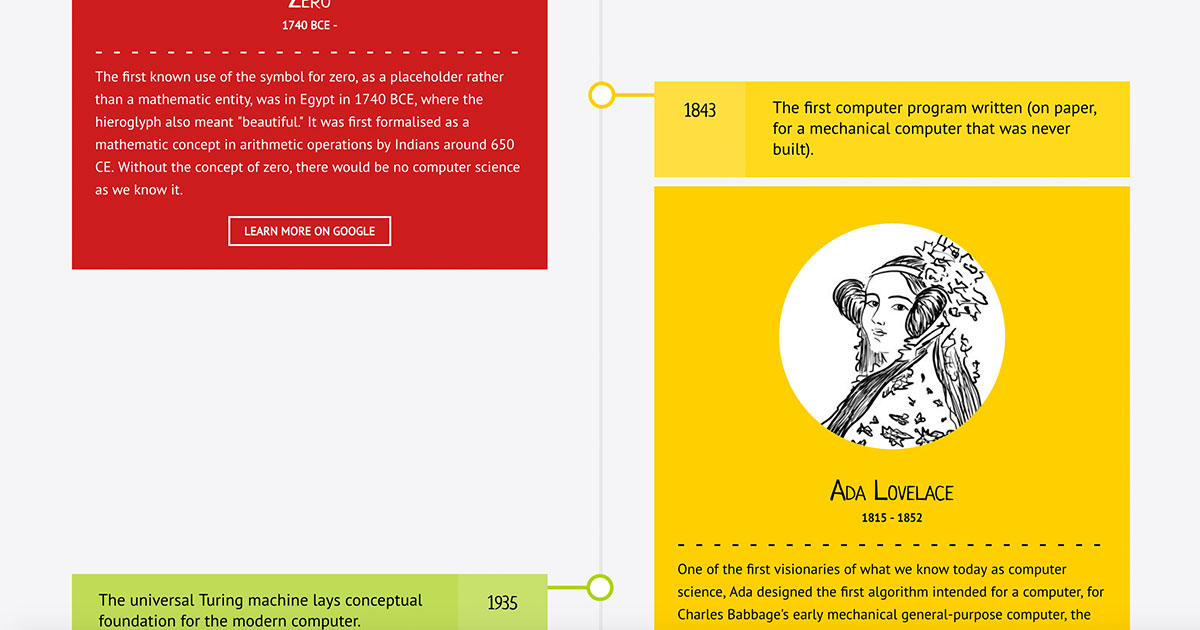 Zero
1740 BCE -
The first known use of the symbol for zero, as a placeholder rather
than a mathematic entity, was in Egypt in 1740 BCE, where the
hieroglyph also meant "beautiful." It was first formalised as a
mathematic concept in arithmetic operations by Indians around 650
CE. Without the concept of zero, there would be no computer science
as we know it.
LEARN MORE ON GOOGLE
1843
The first computer program written (on paper,
for a mechanical computer that was never
built).
Ada Lovelace
1815 - 1852
One of the first visionaries of what we know today as computer
science, Ada designed the first algorithm intended for a computer, for
Charles Babbage's early mechanical general-purpose computer, the
The universal Turing machine lays conceptual
foundation for the modern computer.
1935